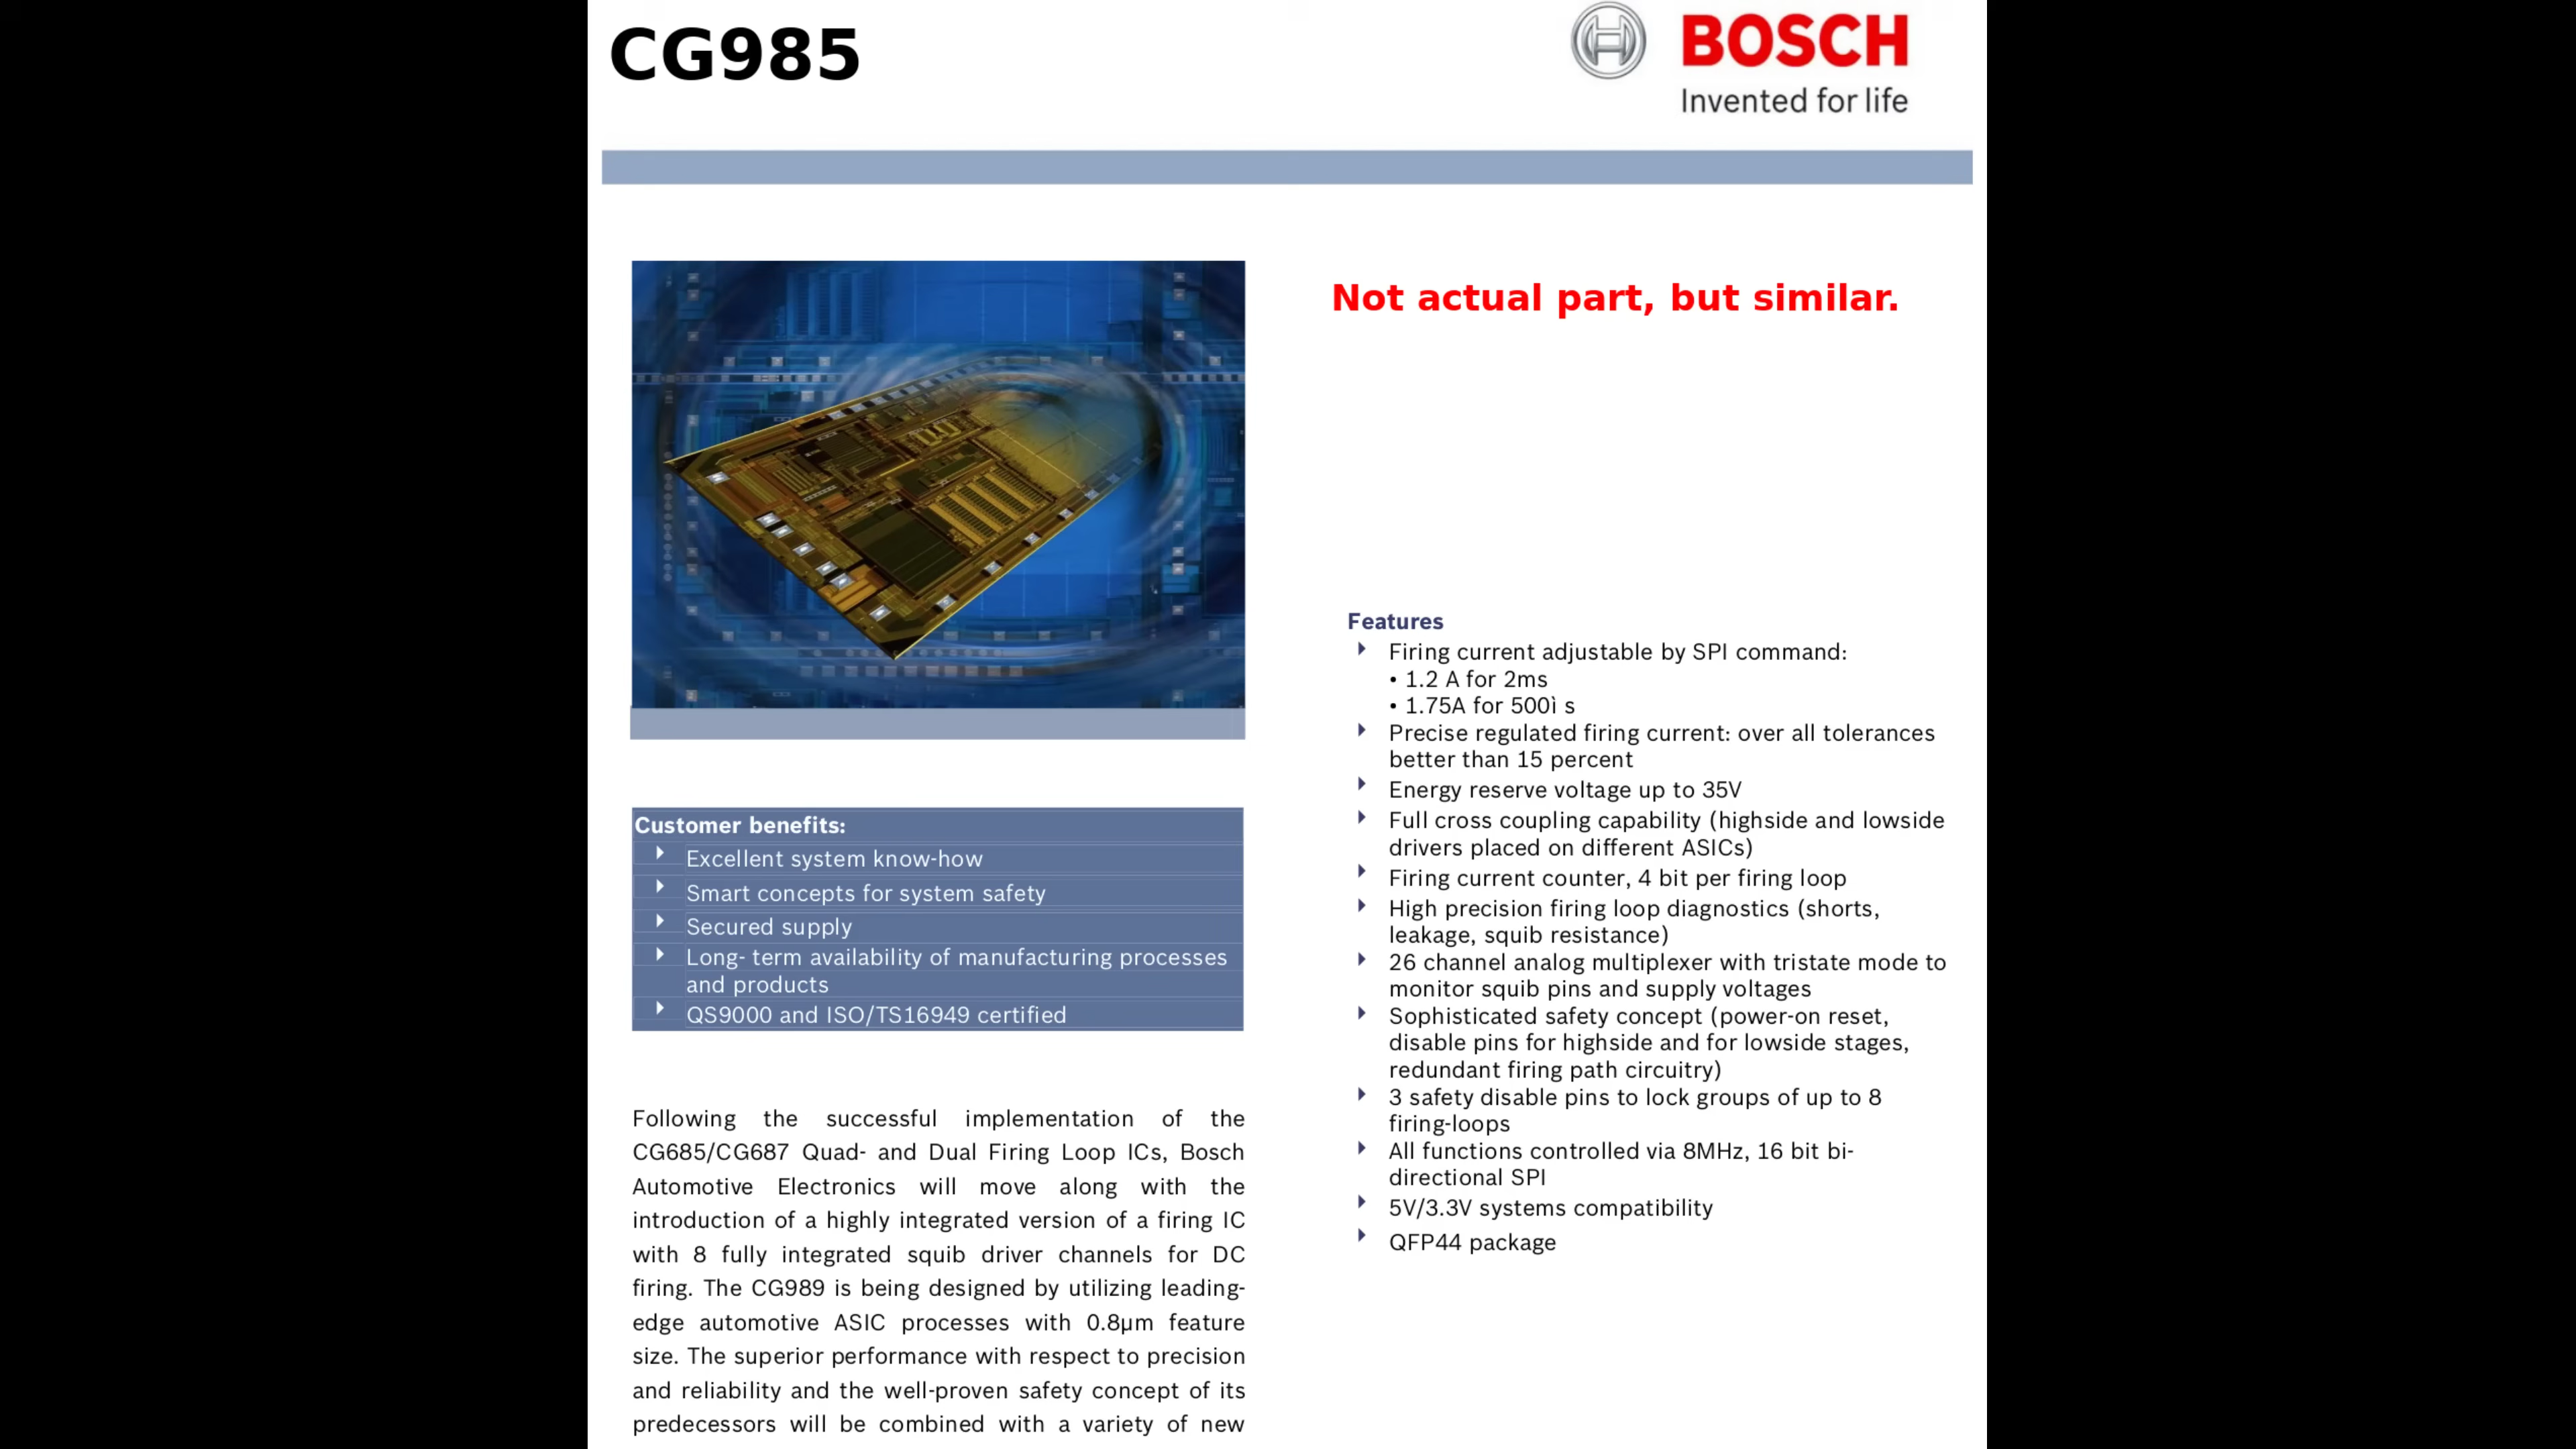 CG985
BOSCH
Invented for life
Not actual part, but similar.
Customer benefits:
Excellent system know-how
Smart concepts for system safety
Secured supply
Long- term availability of manufacturing processes
and products
QS9000 and ISO/TS16949 certified
Following the successful implementation of the
CG685/CG687 Quad- and Dual Firing Loop ICs, Bosch
Automotive Electronics will move along with the
introduction of a highly integrated version of a firing IC
with 8 fully integrated squib driver channels for DC
firing. The CG989 is being designed by utilizing leading-
edge automotive ASIC processes with 0.8µm feature
size. The superior performance with respect to precision
and reliability and the well-proven safety concept of its
predecessors will be combined with a variety of new
Features
Firing current adjustable by SPI command:
• 1.2 A for 2ms
• 1.75A for 500ì s
Precise regulated firing current: over all tolerances
better than 15 percent
Energy reserve voltage up to 35V
Full cross coupling capability (highside and lowside
drivers placed on different ASICs)
Firing current counter, 4 bit per firing loop
High precision firing loop diagnostics (shorts,
leakage, squib resistance)
26 channel analog multiplexer with tristate mode to
monitor squib pins and supply voltages
Sophisticated safety concept (power-on reset,
disable pins for highside and for lowside stages,
redundant firing path circuitry)
3 safety disable pins to lock groups of up to 8
firing-loops
All functions controlled via 8MHz, 16 bit bi-
directional SPI
5V/3.3V systems compatibility
QFP44 package